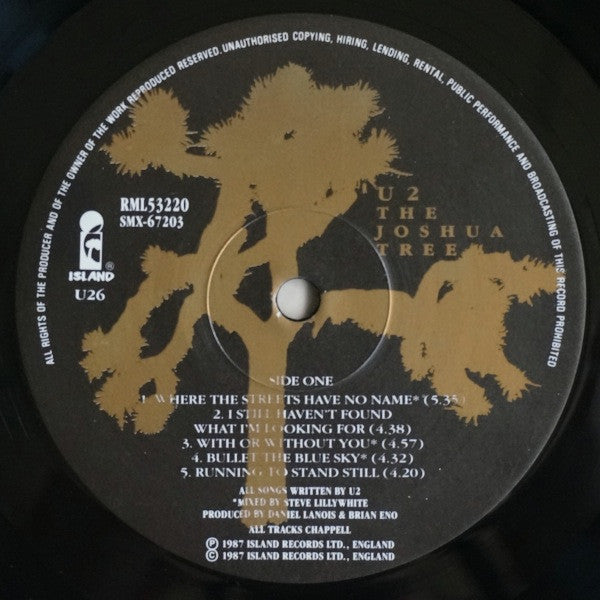 ALL RIGHTS OF THE PRODUCER AND OF THE OWNER OF THE WORK REPRODUCED RESERVED. UNAUTHORISED COPYING, HIRING, LENDING, RENTAL, PUBLIC PERFORMANCE AND BROADCASTING OF THIS RECORD PROHIBITED
RML53220
SMX-67203
ISLAND®
U26
U2
THE
JOSHUA
TREE
SIDE ONE
1. WHERE THE STREETS HAVE NO NAME* (5.35)
2. I STILL HAVEN'T FOUND
WHAT I'M LOOKING FOR (4.38)
3. WITH OR WITHOUT YOU* (4.57)
4. BULLET THE BLUE SKY* (4.32)
5. RUNNING TO STAND STILL (4.20)
ALL SONGS WRITTEN BY U2
*MIXED BY STEVE LILLYWHITE
PRODUCED BY DANIEL LANOIS & BRIAN ENO
ALL TRACKS CHAPPELL
℗ 1987 ISLAND RECORDS LTD., ENGLAND
© 1987 ISLAND RECORDS LTD., ENGLAND